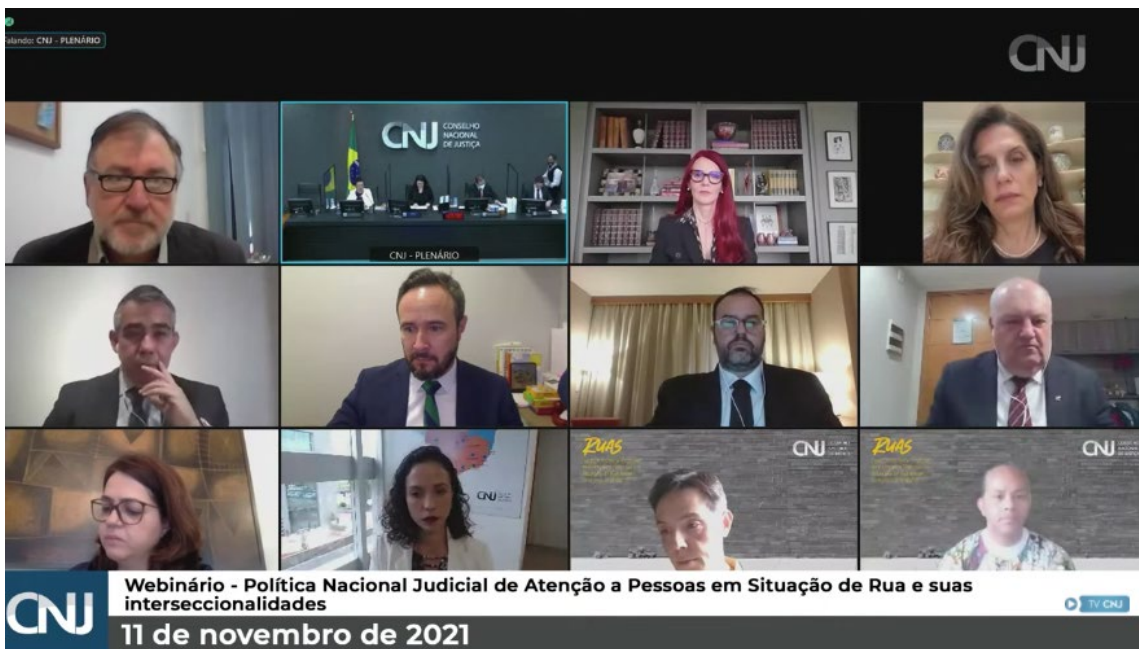 Falando: CNJ - PLENÁRIO
CNJ
CNJ CONSELHO
NACIONAL
DE JUSTIÇA
CNJ - PLENÁRIO
CNJ
RUAS
CNJ
RUAS
CNJ
Webinário - Política Nacional Judicial de Atenção a Pessoas em Situação de Rua e suas
interseccionalidades
CNJ
TV CNJ
11 de novembro de 2021